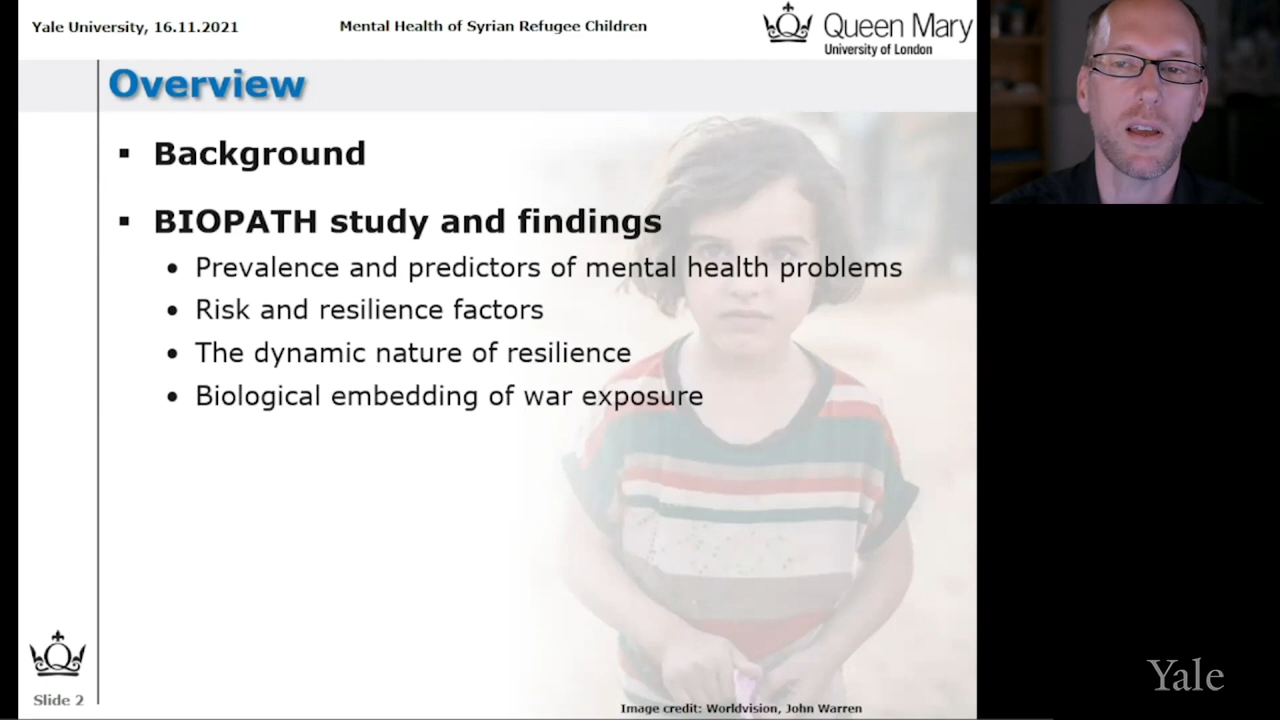 Yale University, 16.11.2021
Mental Health of Syrian Refugee Children
Queen Mary
University of London
Overview
▪ Background
▪ BIOPATH study and findings
• Prevalence and predictors of mental health problems
• Risk and resilience factors
• The dynamic nature of resilience
• Biological embedding of war exposure
Slide 2
Image credit: Worldvision, John Warren
Yale